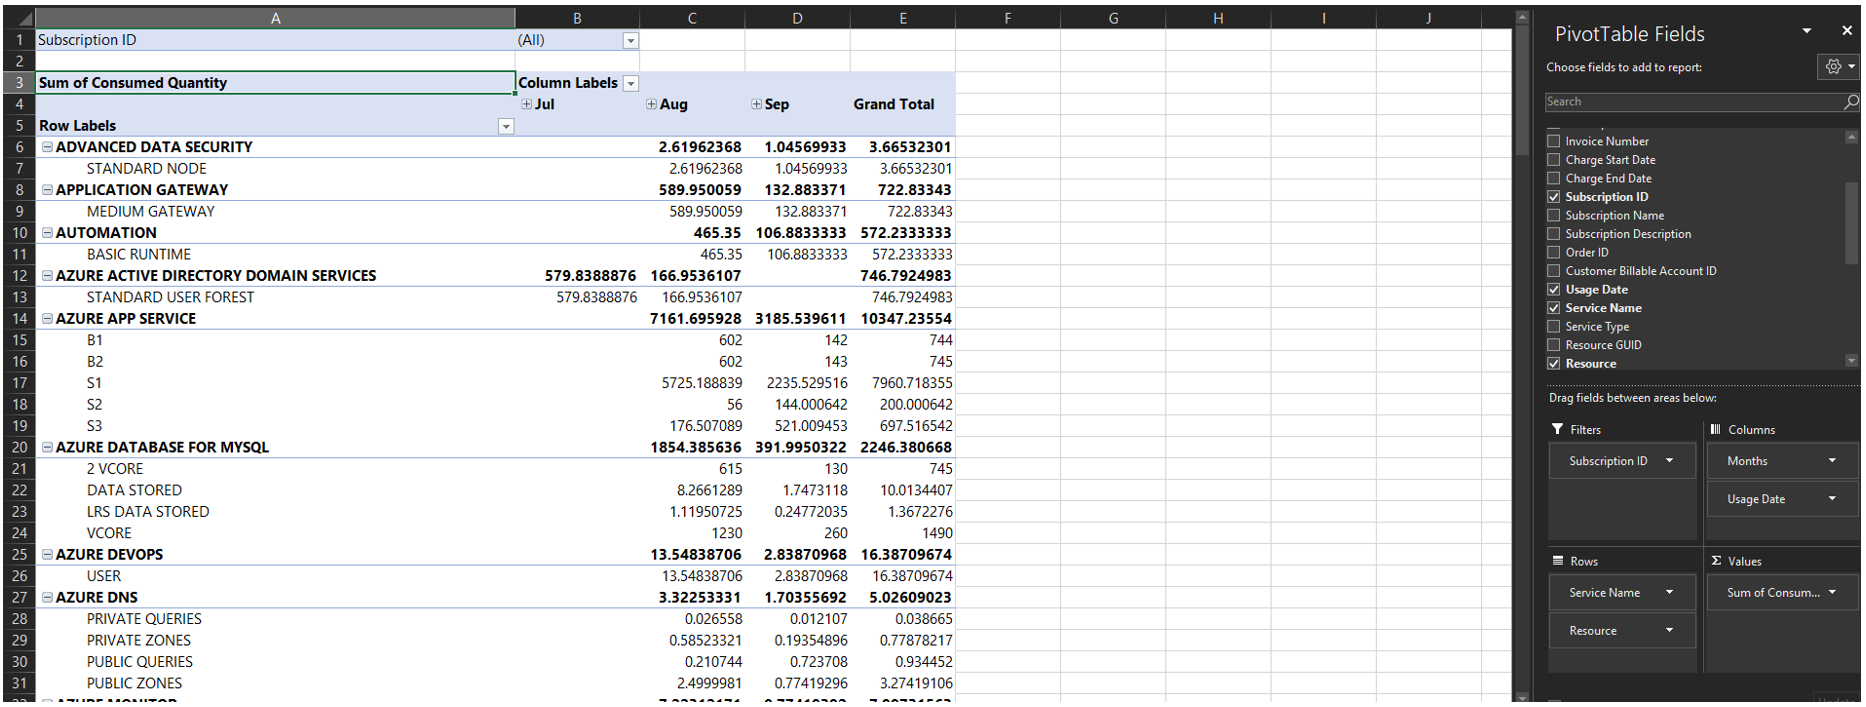 A B C D E F G H I J
1 Subscription ID (All)
2
3 Sum of Consumed Quantity Column Labels
4 Jul Aug Sep Grand Total
5 Row Labels
6 ADVANCED DATA SECURITY 2.61962368 1.04569933 3.66532301
7 STANDARD NODE 2.61962368 1.04569933 3.66532301
8 APPLICATION GATEWAY 589.950059 132.883371 722.83343
9 MEDIUM GATEWAY 589.950059 132.883371 722.83343
10 AUTOMATION 465.35 106.8833333 572.2333333
11 BASIC RUNTIME 465.35 106.8833333 572.2333333
12 AZURE ACTIVE DIRECTORY DOMAIN SERVICES 579.8388876 166.9536107 746.7924983
13 STANDARD USER FOREST 579.8388876 166.9536107 746.7924983
14 AZURE APP SERVICE 7161.695928 3185.539611 10347.23554
15 B1 602 142 744
16 B2 602 143 745
17 S1 5725.188839 2235.529516 7960.718355
18 S2 56 144.000642 200.000642
19 S3 176.507089 521.009453 697.516542
20 AZURE DATABASE FOR MYSQL 1854.385636 391.9950322 2246.380668
21 2 VCORE 615 130 745
22 DATA STORED 8.2661289 1.7473118 10.0134407
23 LRS DATA STORED 1.11950725 0.24772035 1.3672276
24 VCORE 1230 260 1490
25 AZURE DEVOPS 13.54838706 2.83870968 16.38709674
26 USER 13.54838706 2.83870968 16.38709674
27 AZURE DNS 3.32253331 1.70355692 5.02609023
28 PRIVATE QUERIES 0.026558 0.012107 0.038665
29 PRIVATE ZONES 0.58523321 0.19354896 0.77878217
30 PUBLIC QUERIES 0.210744 0.723708 0.934452
31 PUBLIC ZONES 2.4999981 0.77419296 3.27419106
AZURE MONITOR
PivotTable Fields
Choose fields to add to report:
Search
Invoice Number
Charge Start Date
Charge End Date
Subscription ID
Subscription Name
Subscription Description
Order ID
Customer Billable Account ID
Usage Date
Service Name
Service Type
Resource GUID
Resource
Drag fields between areas below:
Filters
Subscription ID
Columns
Months
Usage Date
Rows
Service Name
Resource
Σ Values
Sum of Consum...